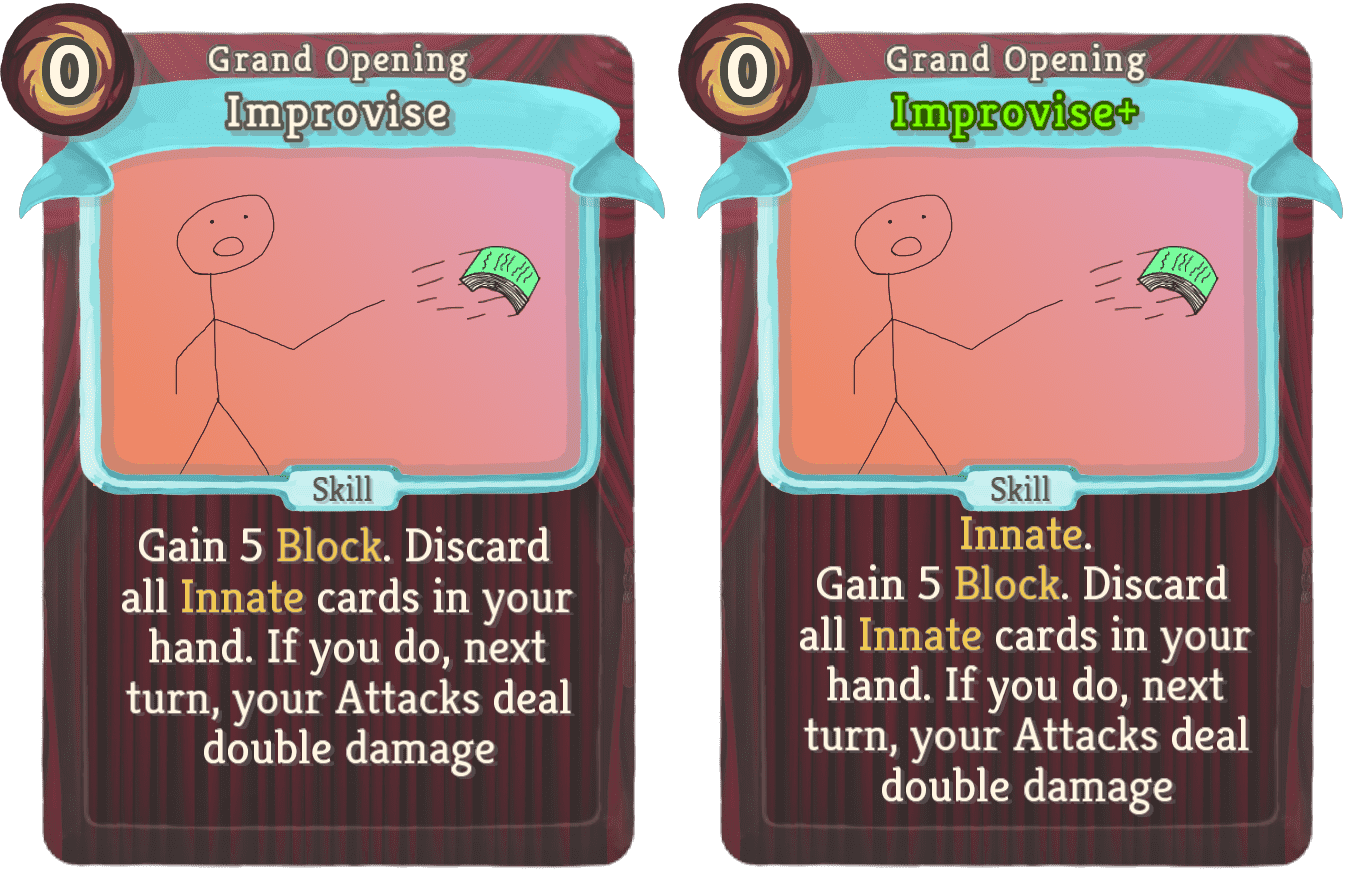 0
Grand Opening
Improvise
Skill
Gain 5 Block. Discard
all Innate cards in your
hand. If you do, next
turn, your Attacks deal
double damage
0
Grand Opening
Improvise+
Skill
Innate.
Gain 5 Block. Discard
all Innate cards in your
hand. If you do, next
turn, your Attacks deal
double damage